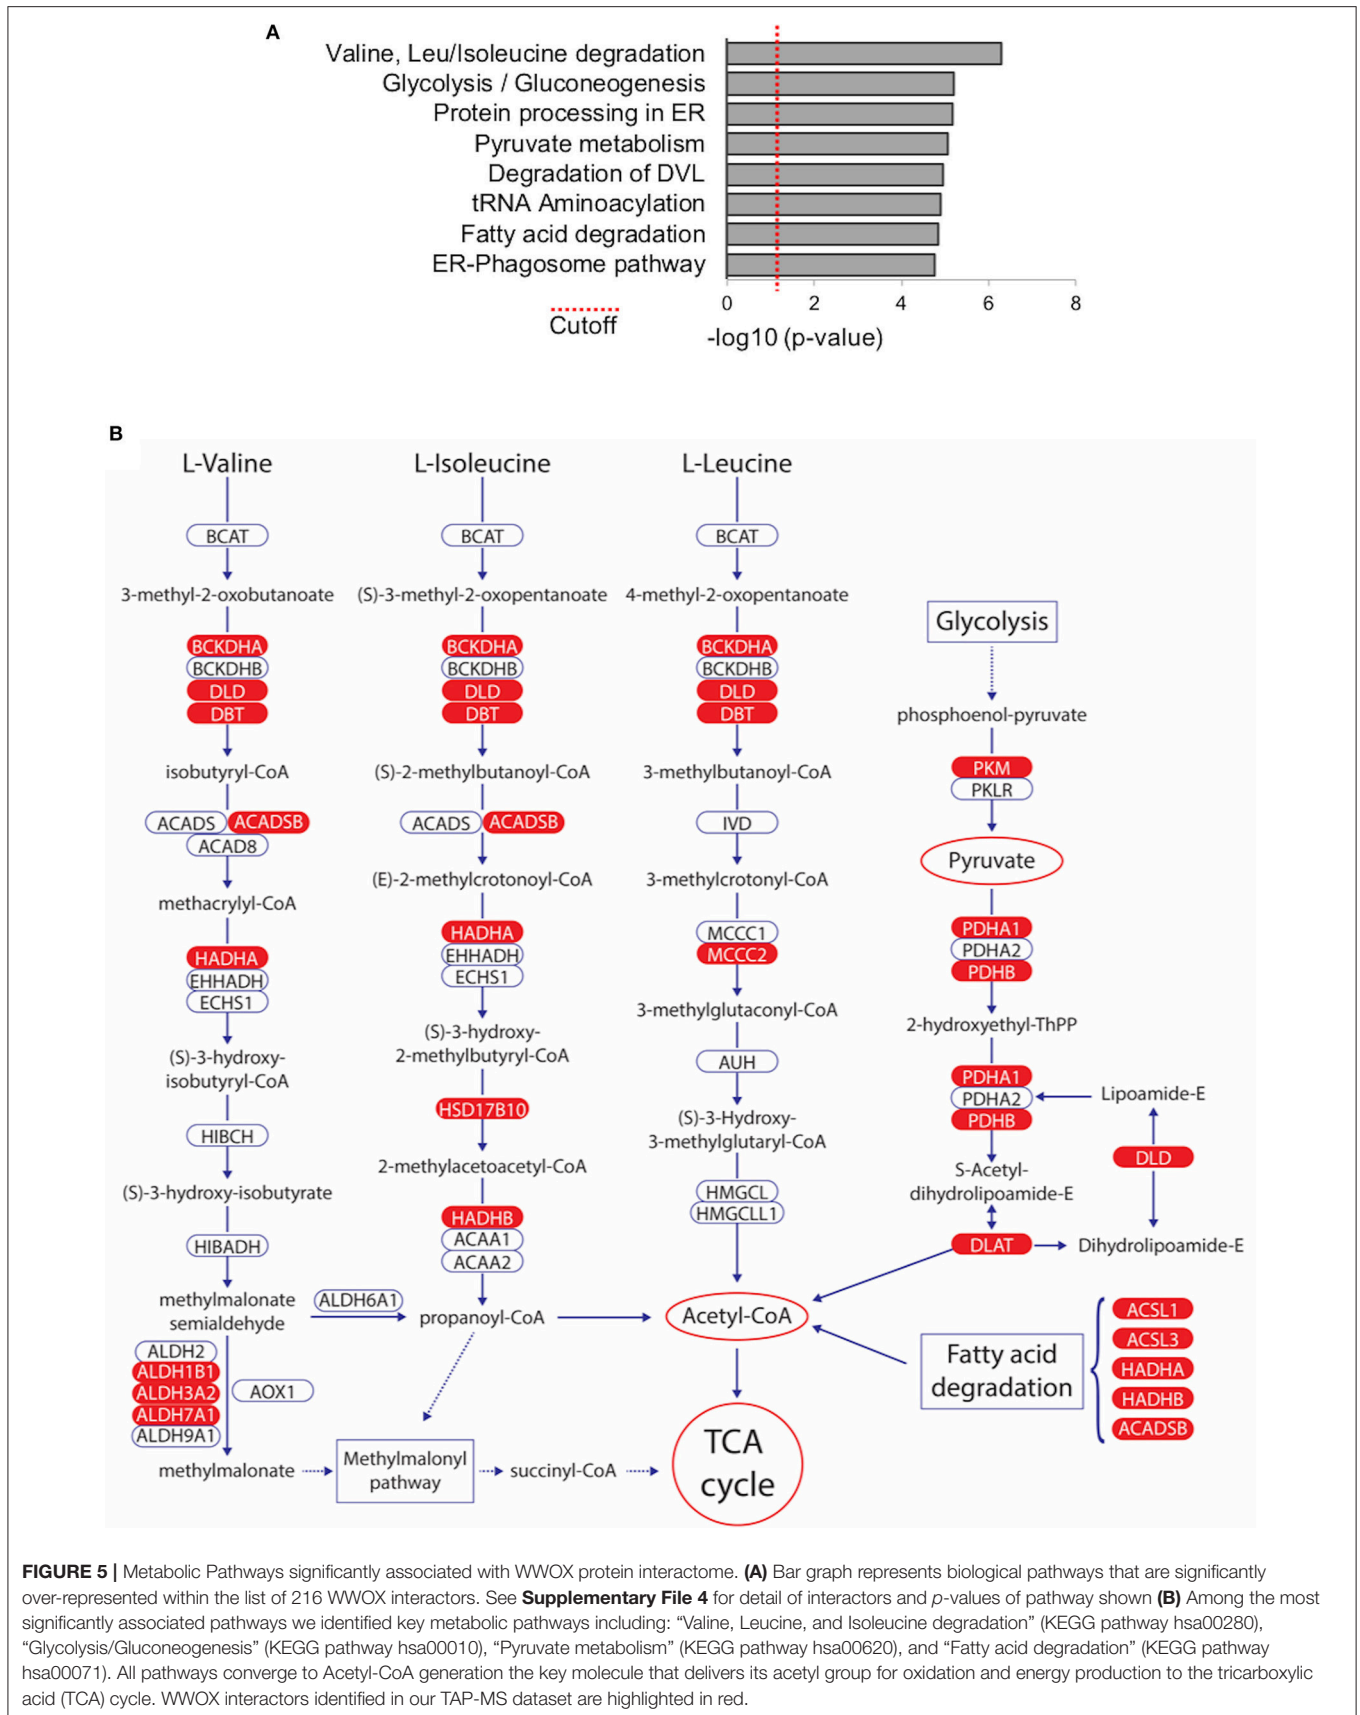 A
Valine, Leu/Isoleucine degradation
Glycolysis / Gluconeogenesis
Protein processing in ER
Pyruvate metabolism
Degradation of DVL
tRNA Aminoacylation
Fatty acid degradation
ER-Phagosome pathway
0 2 4 6 8
Cutoff
-log10 (p-value)
B
L-Valine
BCAT
3-methyl-2-oxobutanoate
BCKDHA
BCKDHB
DLD
DBT
isobutyryl-CoA
ACADS ACADSB
ACAD8
methacrylyl-CoA
HADHA
EHHADH
ECHS1
(S)-3-hydroxy-
isobutyryl-CoA
HIBCH
(S)-3-hydroxy-isobutyrate
HIBADH
methylmalonate
semialdehyde
ALDH6A1
ALDH2
ALDH1B1
ALDH3A2
ALDH7A1
ALDH9A1
AOX1
methylmalonate
Methylmalonyl
pathway
succinyl-CoA
L-Isoleucine
BCAT
(S)-3-methyl-2-oxopentanoate
BCKDHA
BCKDHB
DLD
DBT
(S)-2-methylbutanoyl-CoA
ACADS ACADSB
(E)-2-methylcrotonoyl-CoA
HADHA
EHHADH
ECHS1
(S)-3-hydroxy-
2-methylbutyryl-CoA
HSD17B10
2-methylacetoacetyl-CoA
HADHB
ACAA1
ACAA2
propanoyl-CoA
L-Leucine
BCAT
4-methyl-2-oxopentanoate
BCKDHA
BCKDHB
DLD
DBT
3-methylbutanoyl-CoA
IVD
3-methylcrotonyl-CoA
MCCC1
MCCC2
3-methylglutaconyl-CoA
AUH
(S)-3-Hydroxy-
3-methylglutaryl-CoA
HMGCL
HMGCLL1
Acetyl-CoA
TCA
cycle
Glycolysis
phosphoenol-pyruvate
PKM
PKLR
Pyruvate
PDHA1
PDHA2
PDHB
2-hydroxyethyl-ThPP
PDHA1
PDHA2
PDHB
Lipoamide-E
DLD
S-Acetyl-
dihydrolipoamide-E
DLAT
Dihydrolipoamide-E
Fatty acid
degradation
ACSL1
ACSL3
HADHA
HADHB
ACADSB
FIGURE 5 | Metabolic Pathways significantly associated with WWOX protein interactome. (A) Bar graph represents biological pathways that are significantly
over-represented within the list of 216 WWOX interactors. See Supplementary File 4 for detail of interactors and p-values of pathway shown (B) Among the most
significantly associated pathways we identified key metabolic pathways including: “Valine, Leucine, and Isoleucine degradation” (KEGG pathway hsa00280),
“Glycolysis/Gluconeogenesis” (KEGG pathway hsa00010), “Pyruvate metabolism” (KEGG pathway hsa00620), and “Fatty acid degradation” (KEGG pathway
hsa00071). All pathways converge to Acetyl-CoA generation the key molecule that delivers its acetyl group for oxidation and energy production to the tricarboxylic
acid (TCA) cycle. WWOX interactors identified in our TAP-MS dataset are highlighted in red.